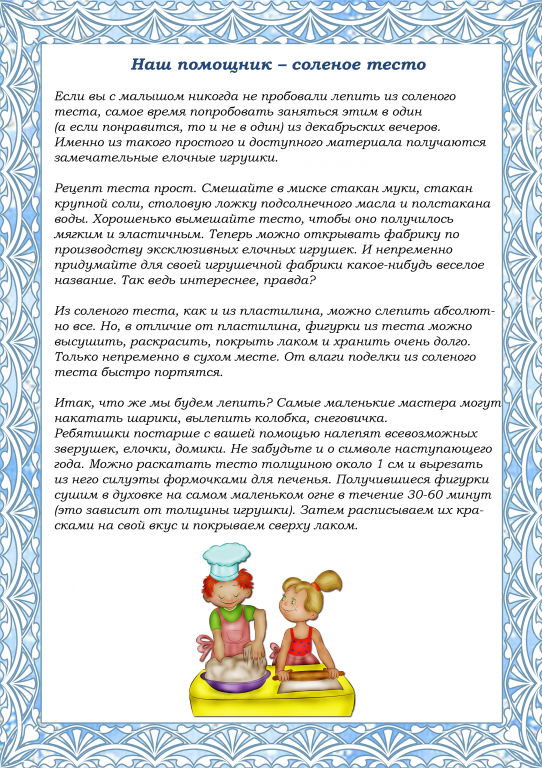 Наш помощник – соленое тесто
Если вы с малышом никогда не пробовали лепить из соленого
теста, самое время попробовать заняться этим в один
(а если понравится, то и не в один) из декабрьских вечеров.
Именно из такого простого и доступного материала получаются
замечательные елочные игрушки.
Рецепт теста прост. Смешайте в миске стакан муки, стакан
крупной соли, столовую ложку подсолнечного масла и полстакана
воды. Хорошенько вымешайте тесто, чтобы оно получилось
мягким и эластичным. Теперь можно открывать фабрику по
производству эксклюзивных елочных игрушек. И непременно
придумайте для своей игрушечной фабрики какое-нибудь веселое
название. Так ведь интереснее, правда?
Из соленого теста, как и из пластилина, можно слепить абсолют-
но все. Но, в отличие от пластилина, фигурки из теста можно
высушить, раскрасить, покрыть лаком и хранить очень долго.
Только непременно в сухом месте. От влаги поделки из соленого
теста быстро портятся.
Итак, что же мы будем лепить? Самые маленькие мастера могут
накатать шарики, вылепить колобка, снеговичка.
Ребятишки постарше с вашей помощью налепят всевозможных
зверушек, елочки, домики. Не забудьте и о символе наступающего
года. Можно раскатать тесто толщиною около 1 см и вырезать
из него силуэты формочками для печенья. Получившиеся фигурки
сушим в духовке на самом маленьком огне в течение 30-60 минут
(это зависит от толщины игрушки). Затем расписываем их кра-
сками на свой вкус и покрываем сверху лаком.